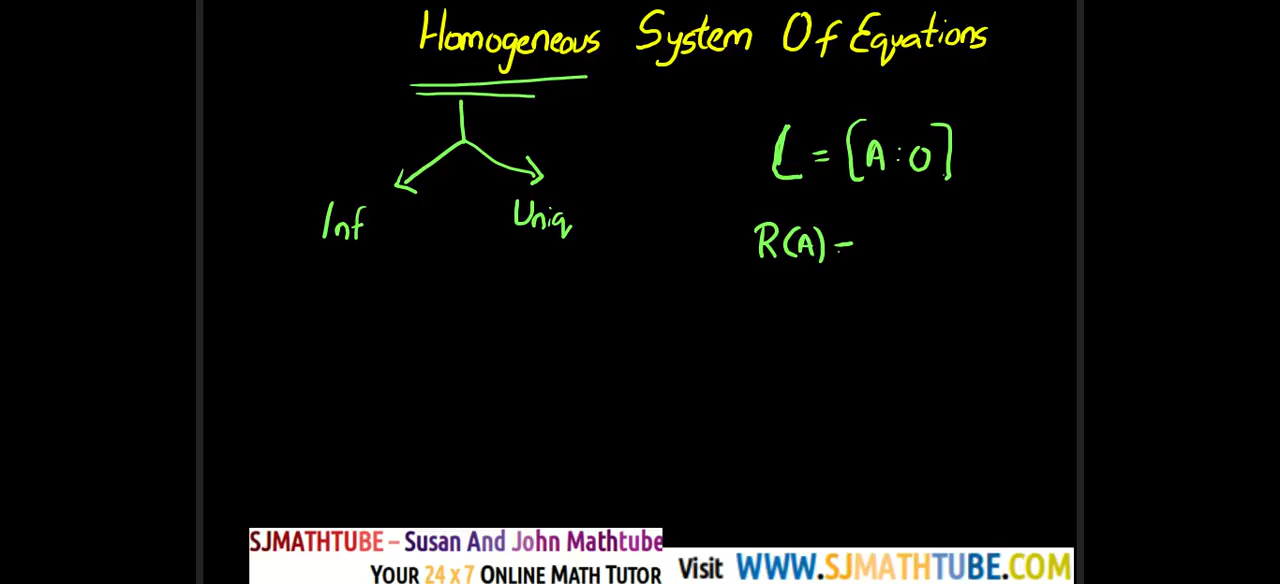 Homogeneous System Of Equations
C = [A : 0]
Inf Uniq
R(A) =
SJMATHTUBE – Susan And John Mathtube
YOUR 24 x 7 ONLINE MATH TUTOR
Visit WWW.SJMATHTUBE.COM